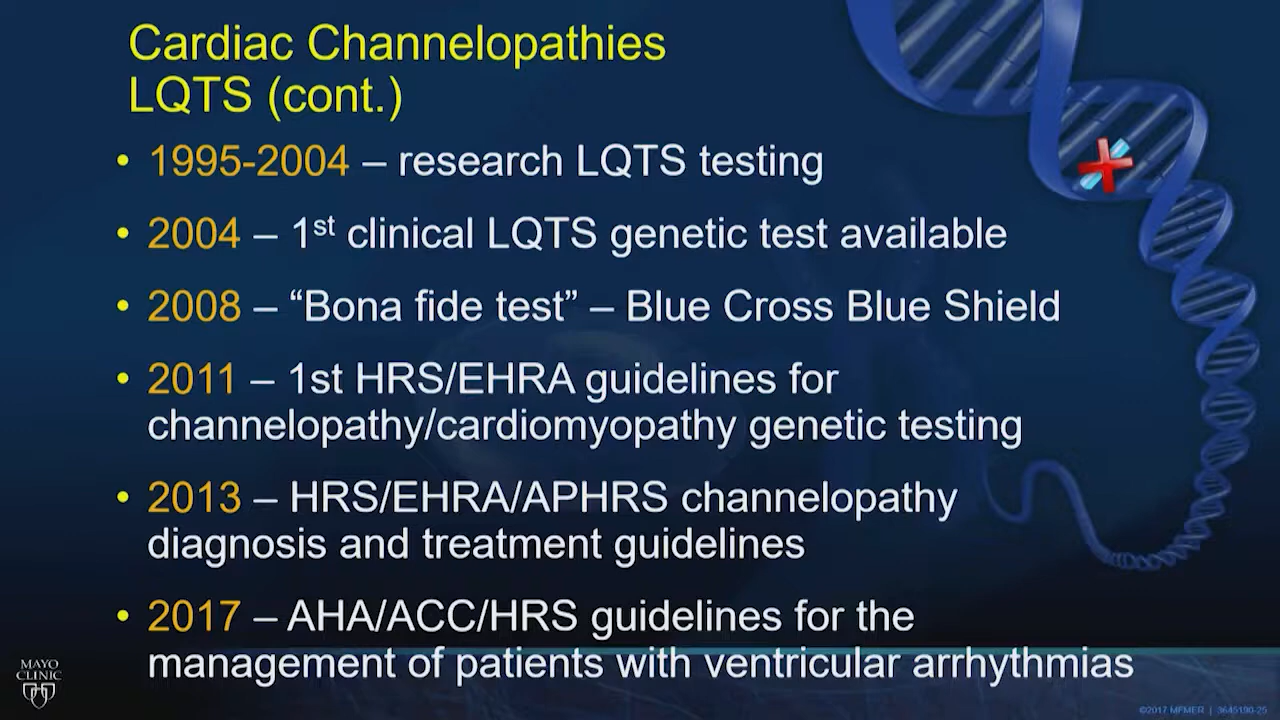 Cardiac Channelopathies
LQTS (cont.)
• 1995-2004 – research LQTS testing
• 2004 – 1st clinical LQTS genetic test available
• 2008 – “Bona fide test” – Blue Cross Blue Shield
• 2011 – 1st HRS/EHRA guidelines for
channelopathy/cardiomyopathy genetic testing
• 2013 – HRS/EHRA/APHRS channelopathy
diagnosis and treatment guidelines
• 2017 – AHA/ACC/HRS guidelines for the
management of patients with ventricular arrhythmias
MAYO
CLINIC
©2017 MFMER | 3645190-25